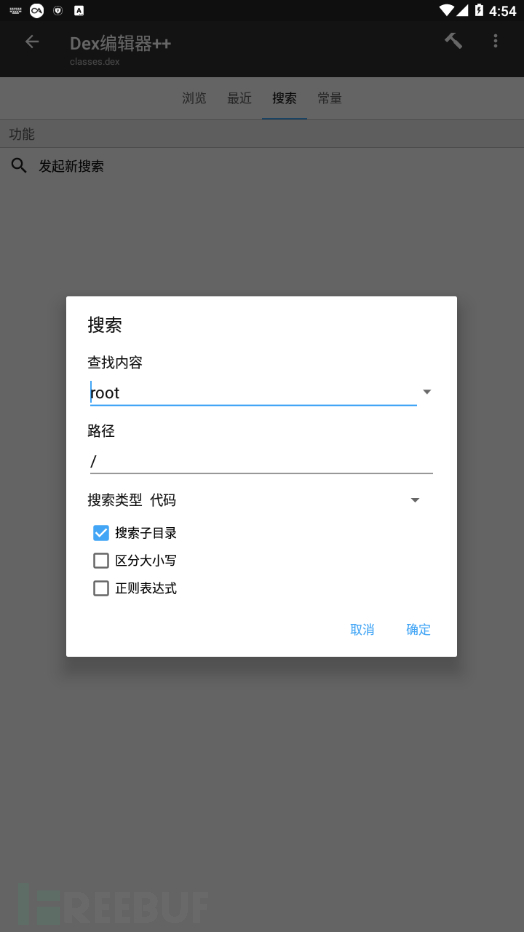 4:54
Dex编辑器++
classes.dex
浏览 最近 搜索 常量
功能
发起新搜索
搜索
查找内容
root
路径
/
搜索类型 代码
搜索子目录
区分大小写
正则表达式
取消 确定
FREEBUF